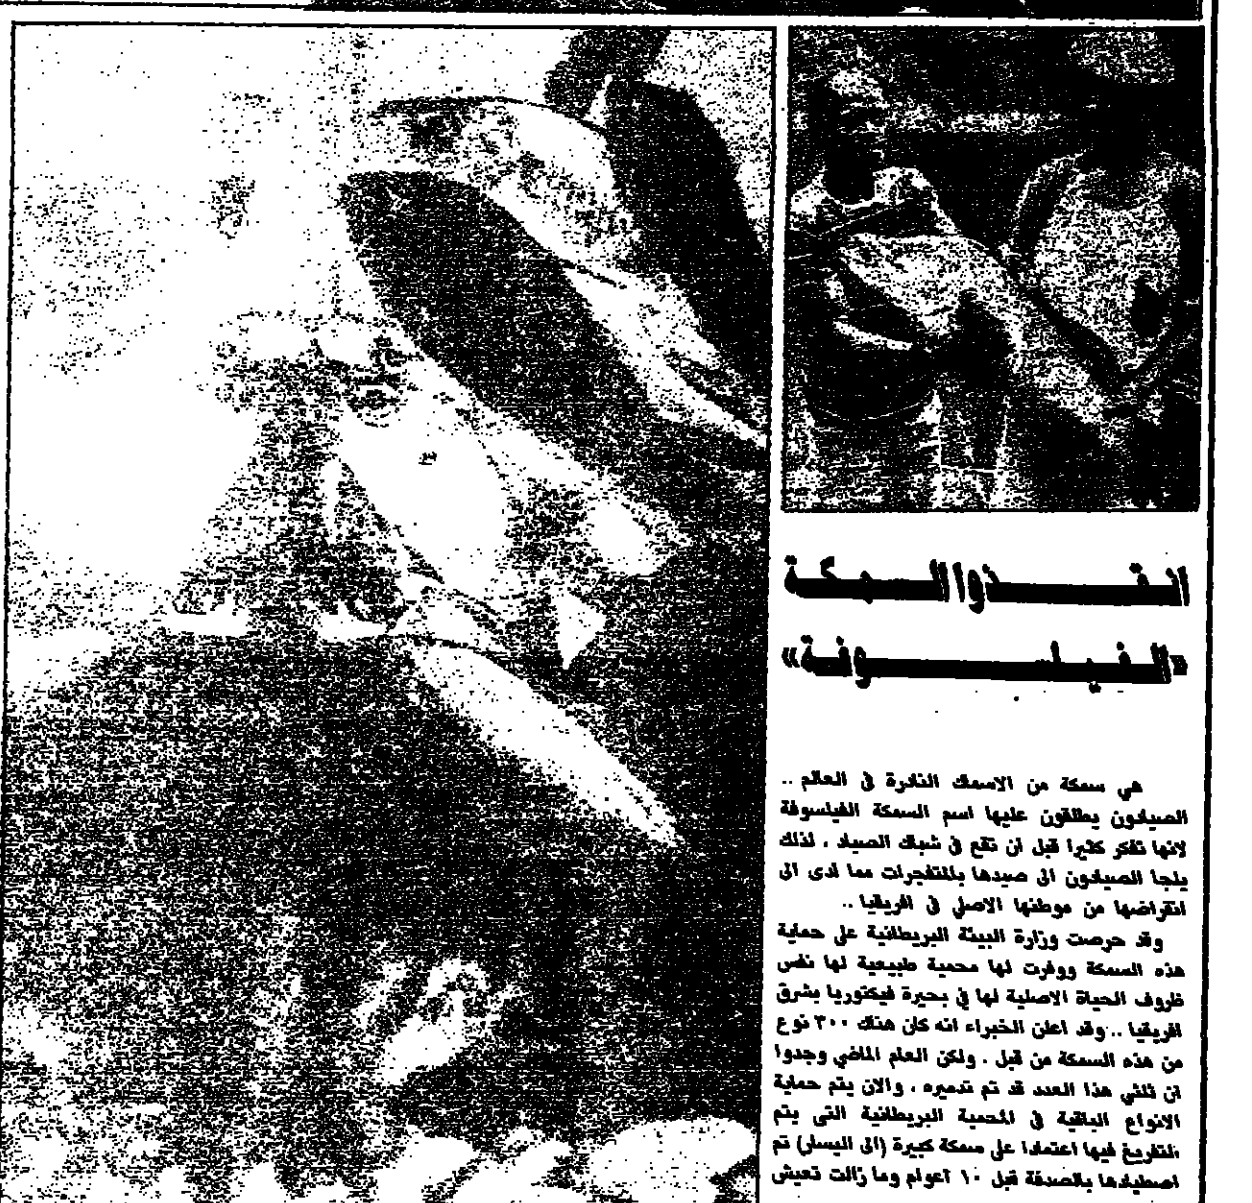 انقذوا السمكة
«الفيلسوفة»
هي سمكة من الاسماك النادرة في العالم ..
الصيادون يطلقون عليها اسم السمكة الفيلسوفة
لانها تفكر كثيرا قبل ان تقع في شباك الصياد ، لذلك
يلجا الصيادون الى صيدها بالمتفجرات مما ادى الى
انقراضها من موطنها الاصلي في افريقيا ..
وقد حرصت وزارة البيئة البريطانية على حماية
هذه السمكة ووفرت لها محمية طبيعية لها نفس
ظروف الحياة الاصلية لها في بحيرة فيكتوريا بشرق
افريقيا .. وقد اعلن الخبراء انه كان هناك ٣٠٠ نوع
من هذه السمكة من قبل . ولكن العام الماضي وجدوا
ان ثلثي هذا العدد قد تم تدميره ، والان يتم حماية
الانواع الباقية في المحمية البريطانية التى يتم
التفريخ فيها اعتمادا على سمكة كبيرة (الى اليسار) تم
اصطيادها بالصدفة قبل ١٠ اعوام وما زالت تعيش